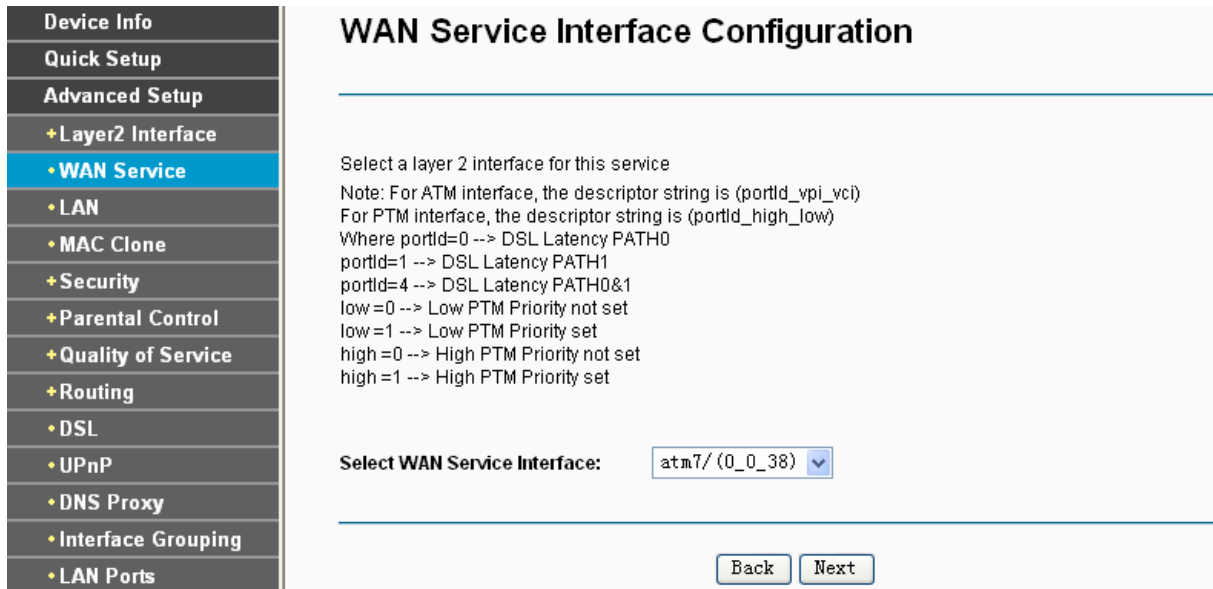 Device Info
Quick Setup
Advanced Setup
+Layer2 Interface
•WAN Service
•LAN
•MAC Clone
+Security
+Parental Control
+Quality of Service
+Routing
•DSL
•UPnP
•DNS Proxy
•Interface Grouping
•LAN Ports
WAN Service Interface Configuration
Select a layer 2 interface for this service
Note: For ATM interface, the descriptor string is (portId_vpi_vci)
For PTM interface, the descriptor string is (portId_high_low)
Where portId=0 --> DSL Latency PATH0
portId=1 --> DSL Latency PATH1
portId=4 --> DSL Latency PATH0&1
low =0 --> Low PTM Priority not set
low =1 --> Low PTM Priority set
high =0 --> High PTM Priority not set
high =1 --> High PTM Priority set
Select WAN Service Interface: atm7/(0_0_38)
Back Next